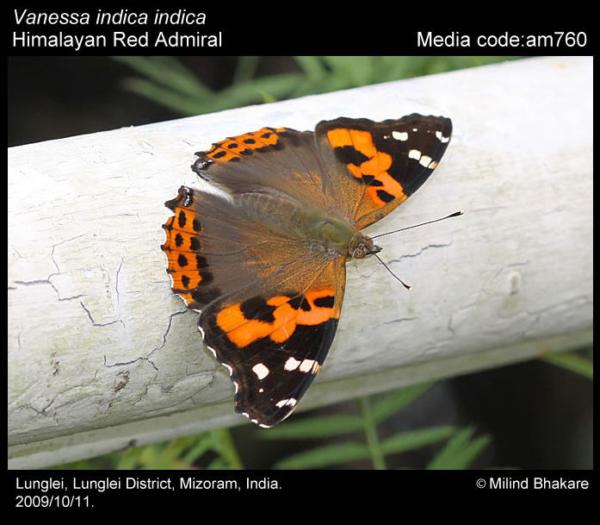 Vanessa indica indica
Himalayan Red Admiral
Media code:am760
Lunglei, Lunglei District, Mizoram, India.
2009/10/11.
© Milind Bhakare